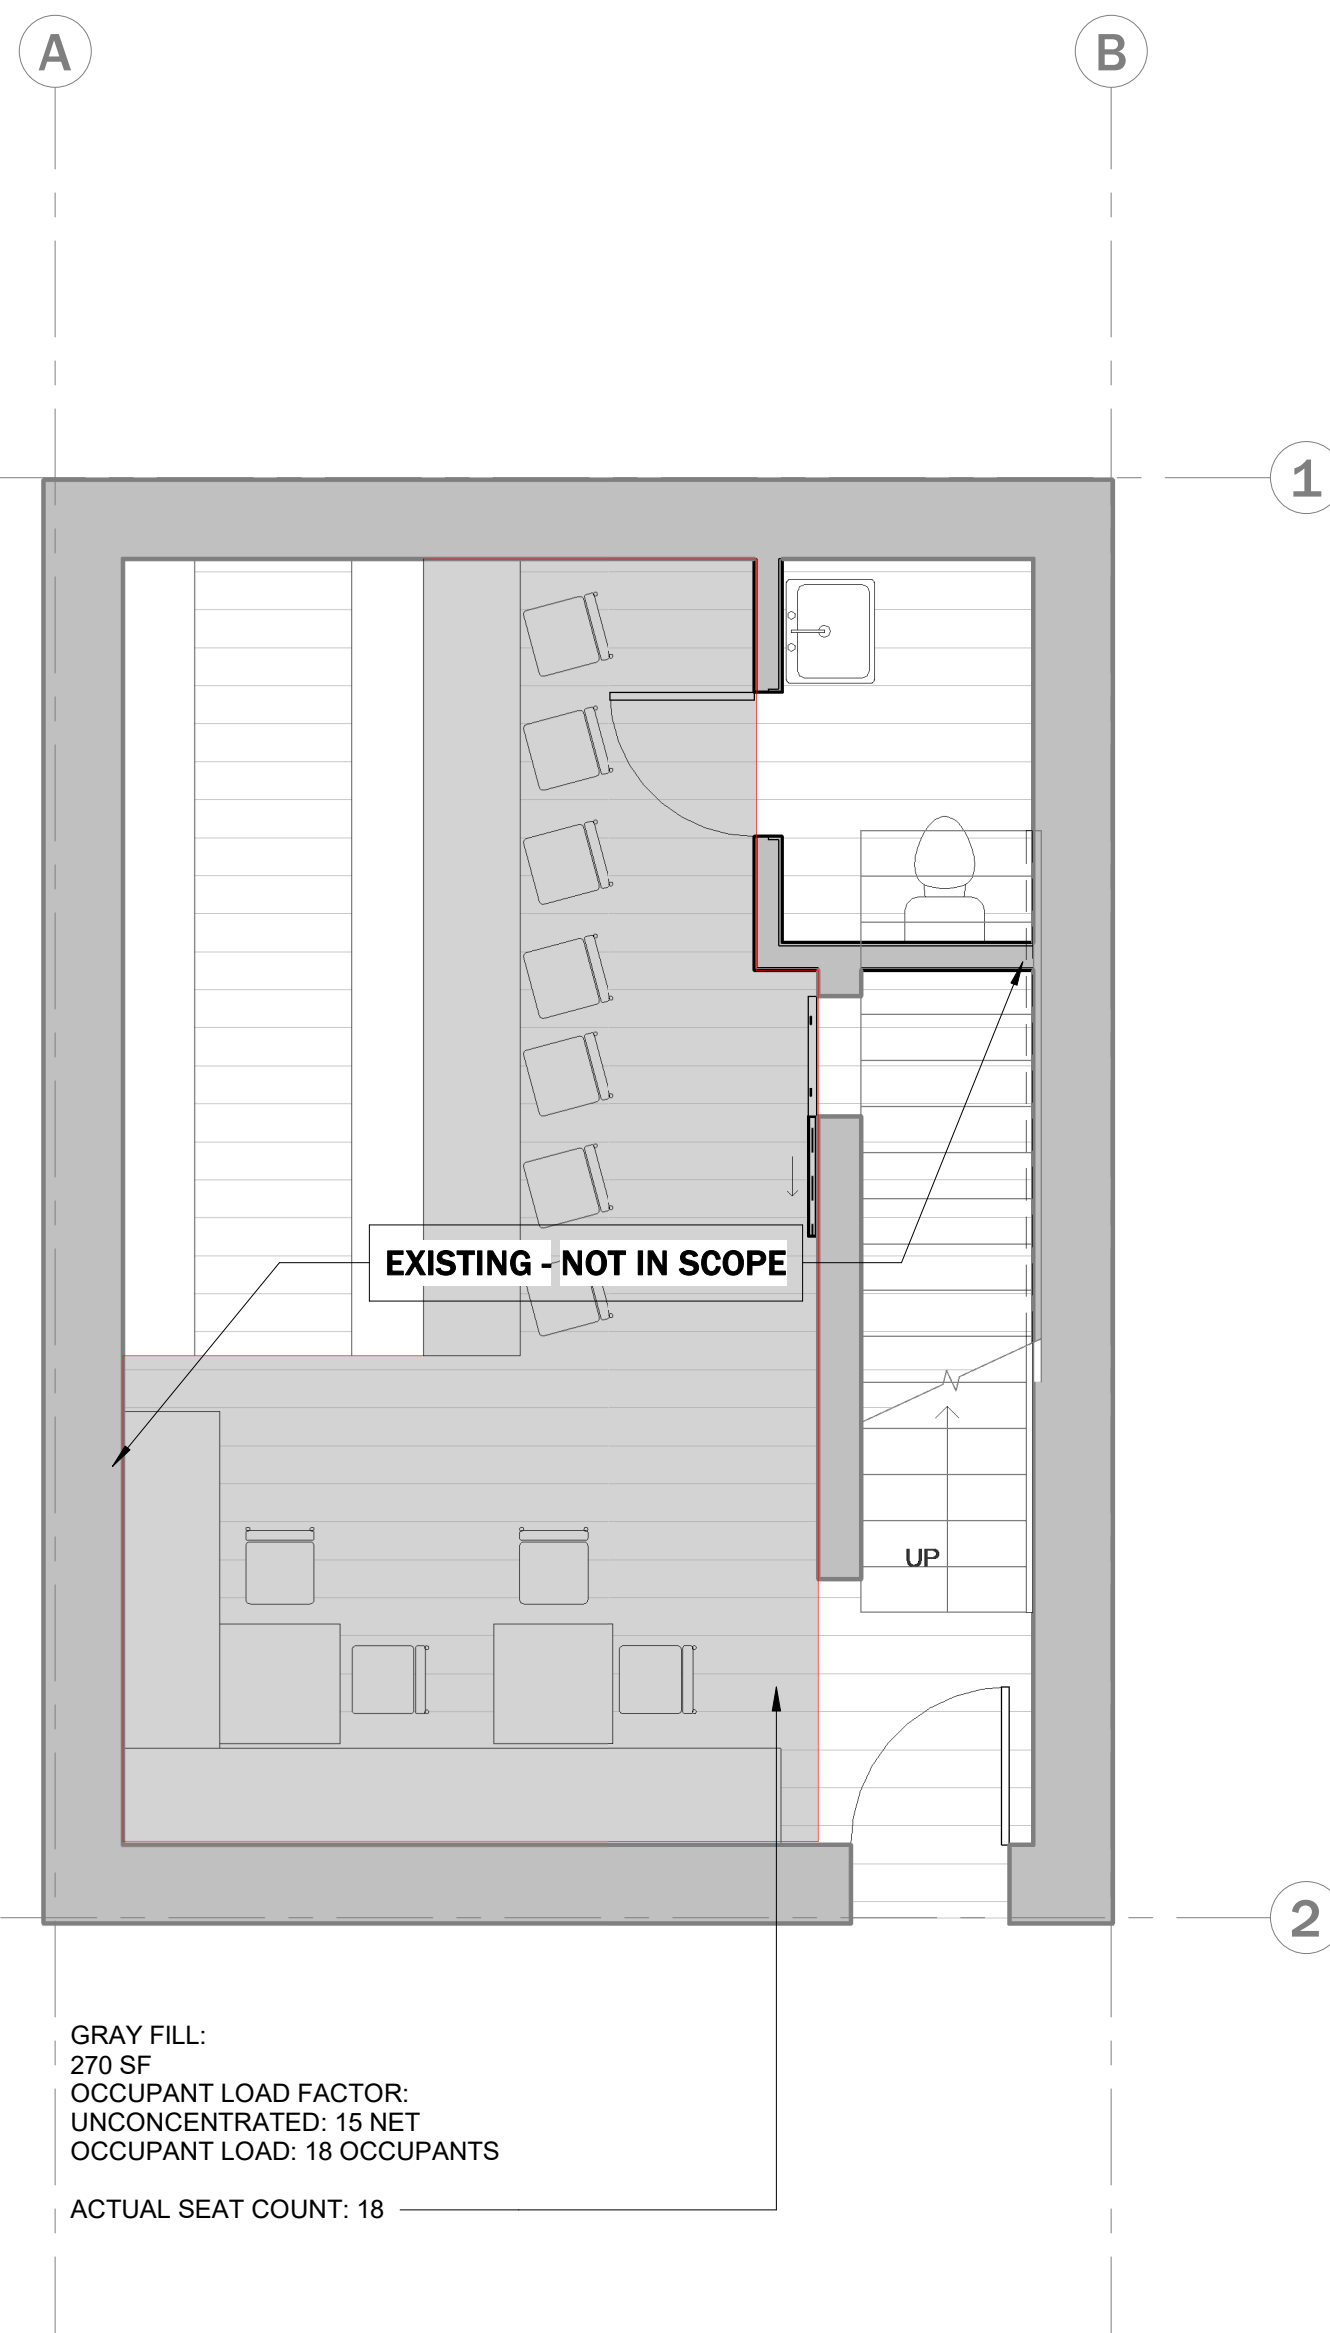 A
B
1
EXISTING - NOT IN SCOPE
UP
2
GRAY FILL:
270 SF
OCCUPANT LOAD FACTOR:
UNCONCENTRATED: 15 NET
OCCUPANT LOAD: 18 OCCUPANTS
ACTUAL SEAT COUNT: 18